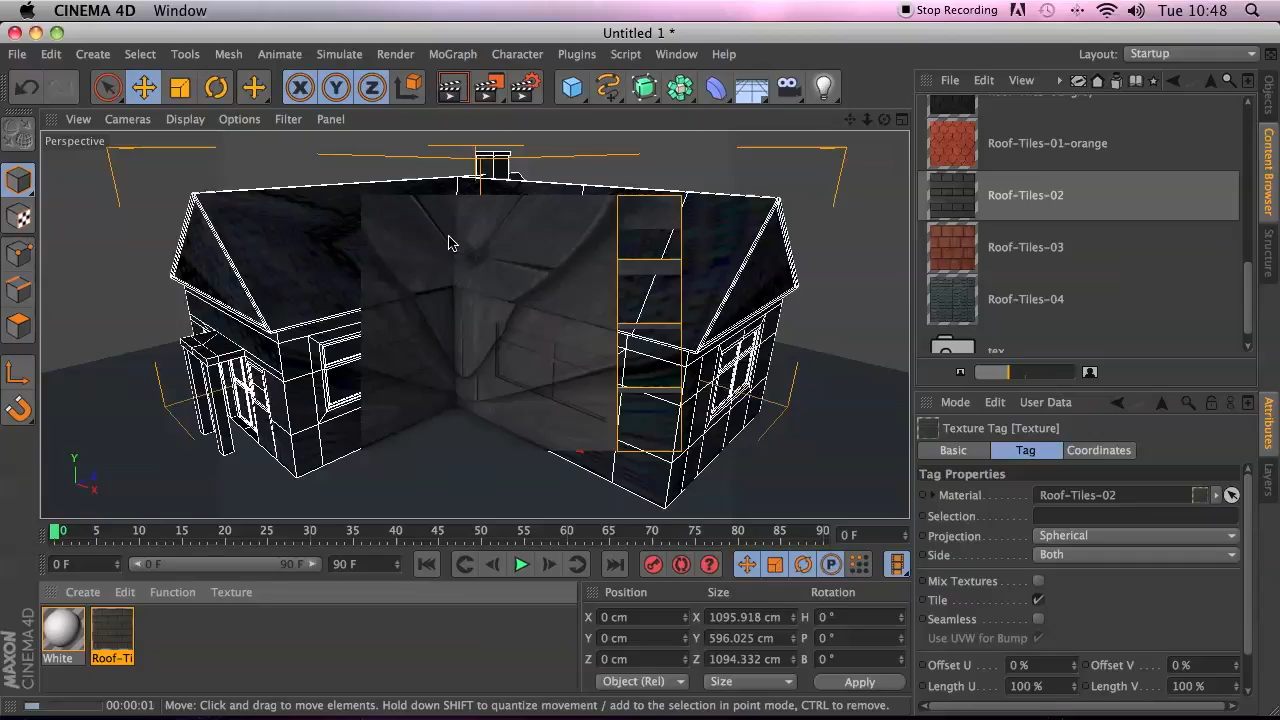 CINEMA 4D Window
Stop Recording Tue 10:48
Untitled 1 *
File Edit Create Select Tools Mesh Animate Simulate Render MoGraph Character Plugins Script Window Help
Layout: Startup
View Cameras Display Options Filter Panel
Perspective
Y
Z
X
X Y Z
File Edit View
Roof-Tiles-01-orange
Roof-Tiles-02
Roof-Tiles-03
Roof-Tiles-04
tex
Objects
Content Browser
Structure
Mode Edit User Data
Texture Tag [Texture]
Basic Tag Coordinates
Tag Properties
Material Roof-Tiles-02
Selection
Projection Spherical
Side Both
Mix Textures
Tile
Seamless
Use UVW for Bump
Offset U 0 % Offset V 0 %
Length U 100 % Length V 100 %
Attributes
Layers
0 5 10 15 20 25 30 35 40 45 50 55 60 65 70 75 80 85 90 0 F
0 F 0 F 90 F 90 F
Create Edit Function Texture
White Roof-Ti
Position Size Rotation
X 0 cm X 1095.918 cm H 0 °
Y 0 cm Y 596.025 cm P 0 °
Z 0 cm Z 1094.332 cm B 0 °
Object (Rel) Size Apply
MAXON
CINEMA 4D
00:00:01 Move: Click and drag to move elements. Hold down SHIFT to quantize movement / add to the selection in point mode, CTRL to remove.